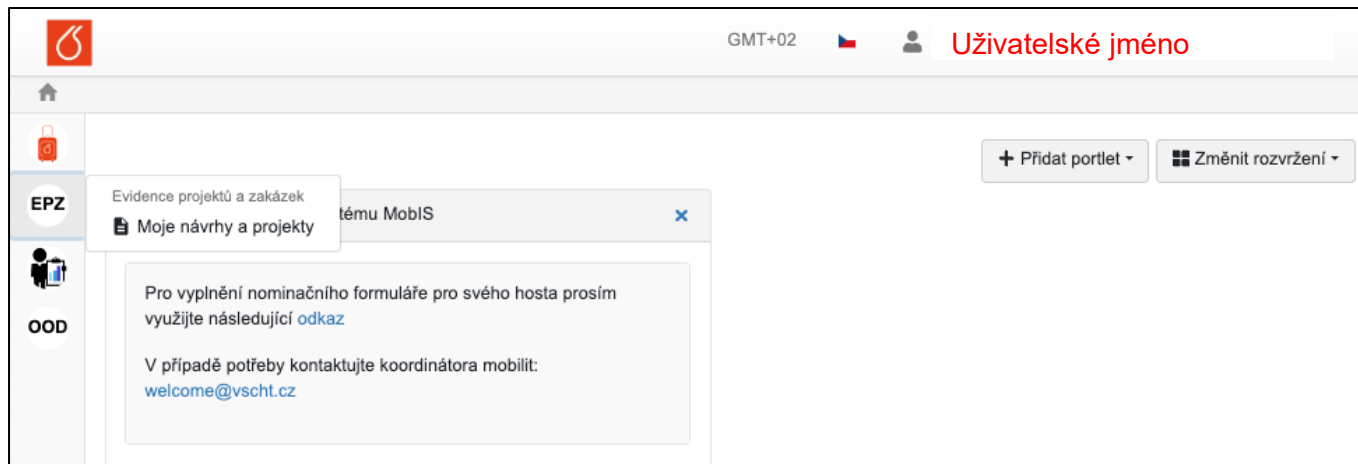 GMT+02
Uživatelské jméno
Přidat portlet
Změnit rozvržení
EPZ
Evidence projektů a zakázek
Moje návrhy a projekty
tému MobIS
Pro vyplnění nominačního formuláře pro svého hosta prosím
využijte následující odkaz
OOD
V případě potřeby kontaktujte koordinátora mobilit:
welcome@vscht.cz